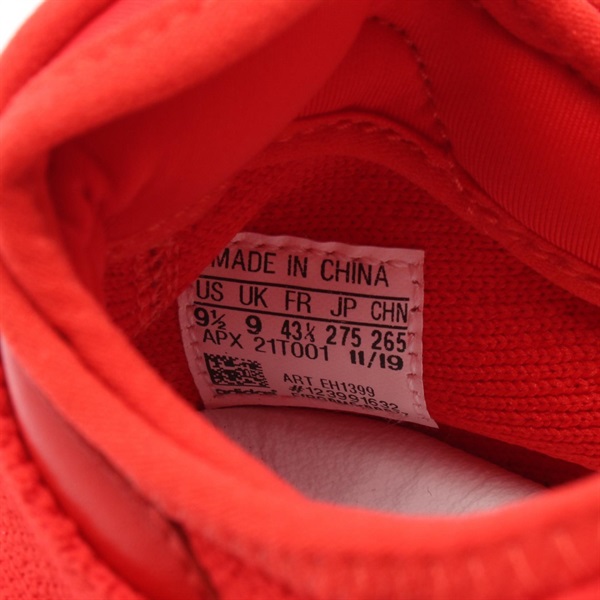 MADE IN CHINA
US UK FR JP CHN
9½ 9 43⅓ 275 265
APX 21T001 11/19
ART EH1399
#123991632